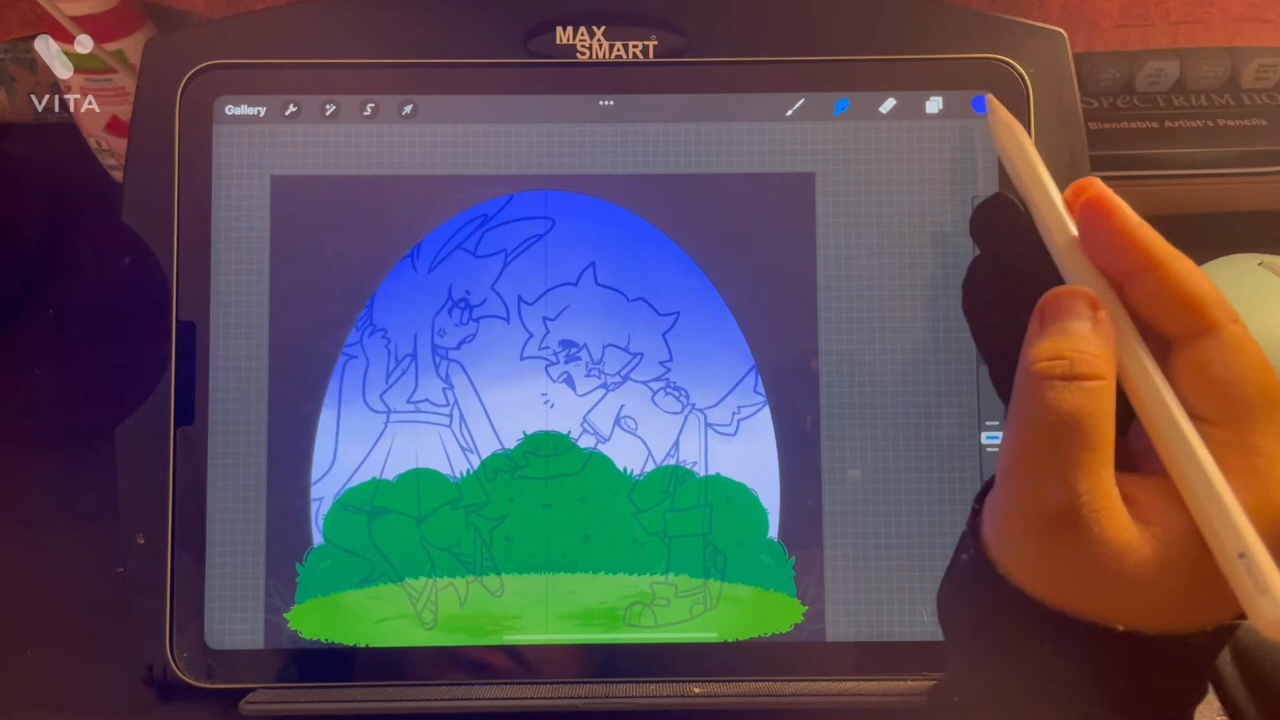 MAX
SMART
VITA
Gallery
SPECTRUM NO
Blendable Artist's Pencils